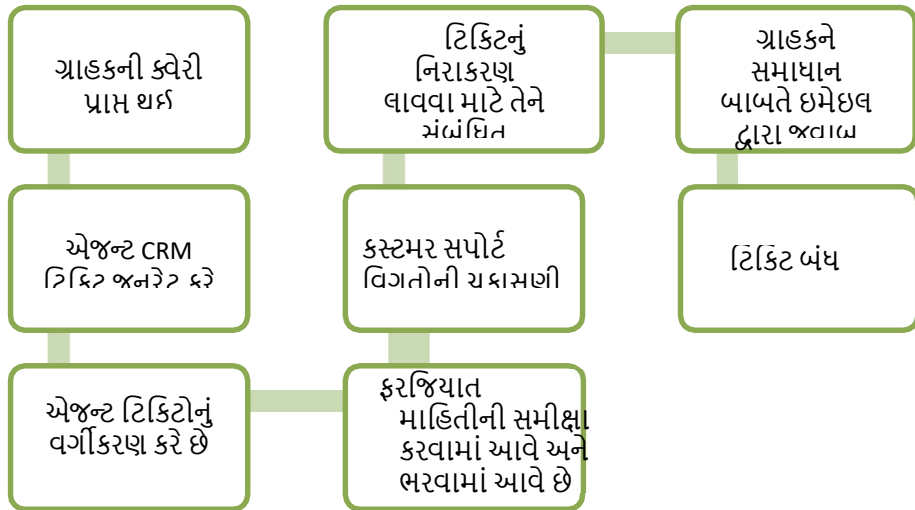 ગ્રાહકની ક્વેરી
પ્રાપ્ત થઈ
એજન્ટ CRM
ટિકિટ જનરેટ કરે
એજન્ટ ટિકિટોનું
વર્ગીકરણ કરે છે
ફરજિયાત
માહિતીની સમીક્ષા
કરવામાં આવે અને
ભરવામાં આવે છે
કસ્ટમર સપોર્ટ
વિગતોની ચકાસણી
ટિકિટનું
નિરાકરણ
લાવવા માટે તેને
સંબંધિત
ગ્રાહકને
સમાધાન
બાબતે ઇમેઇલ
દ્વારા જવાબ
ટિકિટ બંધ